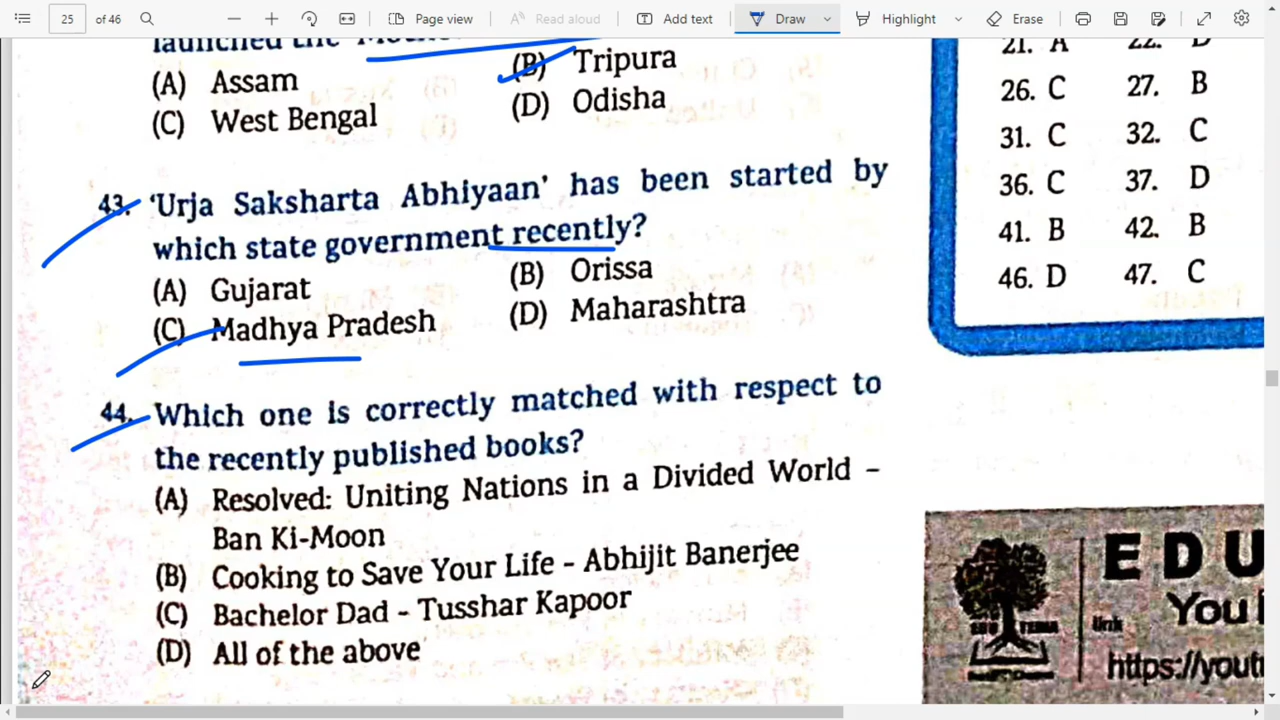 25 of 46 Page view Read aloud Add text Draw Highlight Erase
launched the
(A) Assam (B) Tripura
(C) West Bengal (D) Odisha
43. 'Urja Saksharta Abhiyaan' has been started by
which state government recently?
(A) Gujarat (B) Orissa
(C) Madhya Pradesh (D) Maharashtra
44. Which one is correctly matched with respect to
the recently published books?
(A) Resolved: Uniting Nations in a Divided World –
Ban Ki-Moon
(B) Cooking to Save Your Life – Abhijit Banerjee
(C) Bachelor Dad – Tusshar Kapoor
(D) All of the above
21. A 22.
26. C 27. B
31. C 32. C
36. C 37. D
41. B 42. B
46. D 47. C
EDU
You
link
https://yout